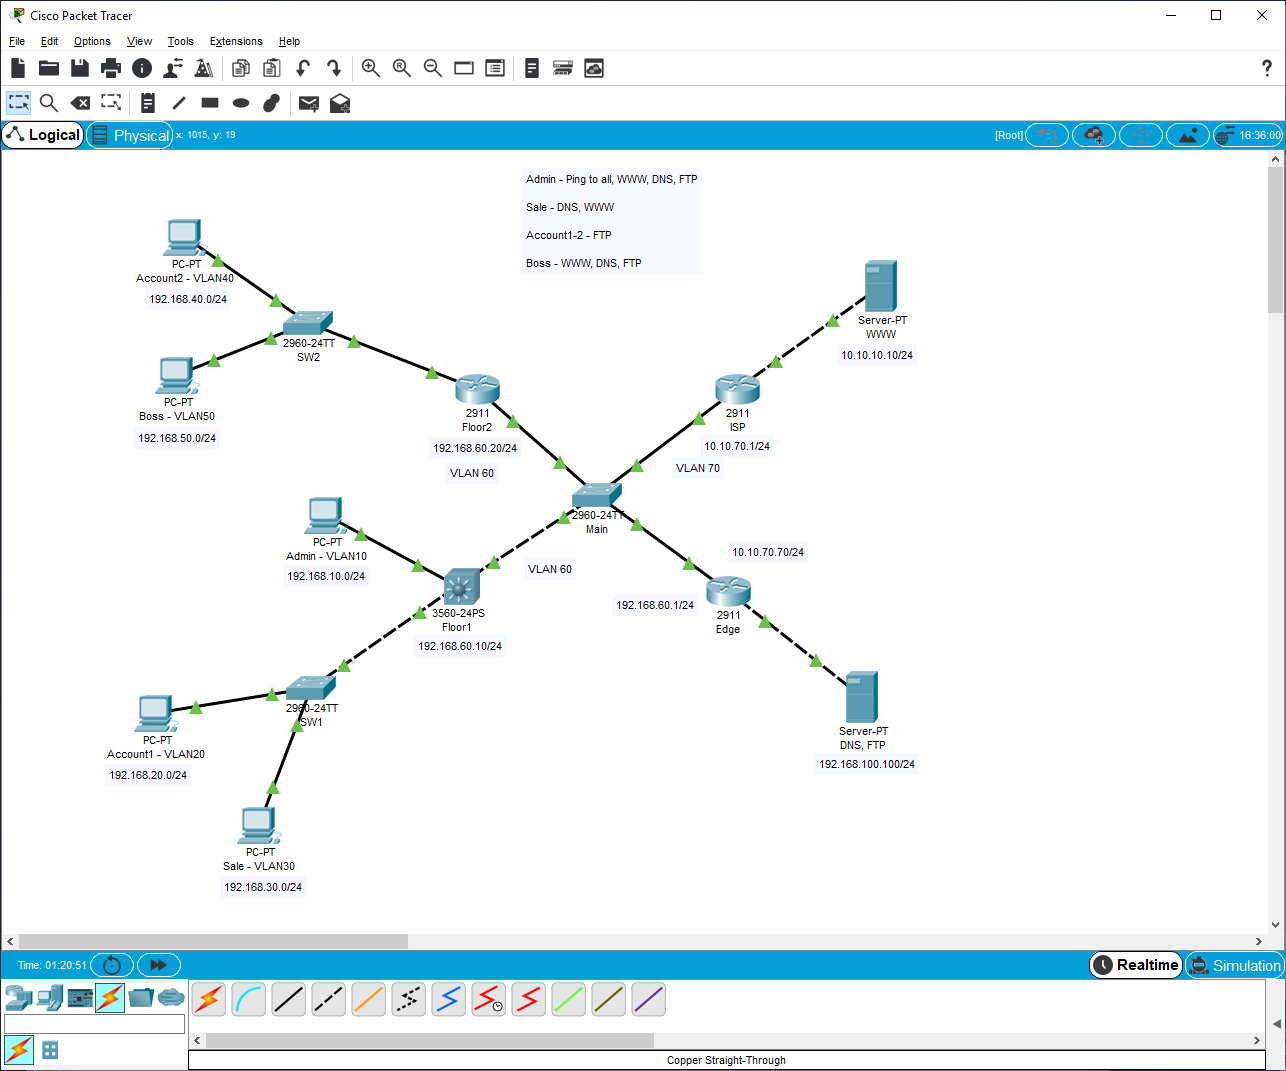 Cisco Packet Tracer
File Edit Options View Tools Extensions Help
?
Logical Physical x: 1015, y: 19 [Root] 16:36:00
Admin - Ping to all, WWW, DNS, FTP
Sale - DNS, WWW
Account1-2 - FTP
Boss - WWW, DNS, FTP
PC-PT
Account2 - VLAN40
192.168.40.0/24
2960-24TT
SW2
PC-PT
Boss - VLAN50
192.168.50.0/24
2911
Floor2
192.168.60.20/24
VLAN 60
Server-PT
WWW
10.10.10.10/24
2911
ISP
10.10.70.1/24
VLAN 70
2960-24TT
Main
PC-PT
Admin - VLAN10
192.168.10.0/24
VLAN 60
3560-24PS
Floor1
192.168.60.10/24
10.10.70.70/24
192.168.60.1/24
2911
Edge
2960-24TT
SW1
PC-PT
Account1 - VLAN20
192.168.20.0/24
Server-PT
DNS, FTP
192.168.100.100/24
PC-PT
Sale - VLAN30
192.168.30.0/24
Time: 01:20:51 Realtime Simulation
Copper Straight-Through